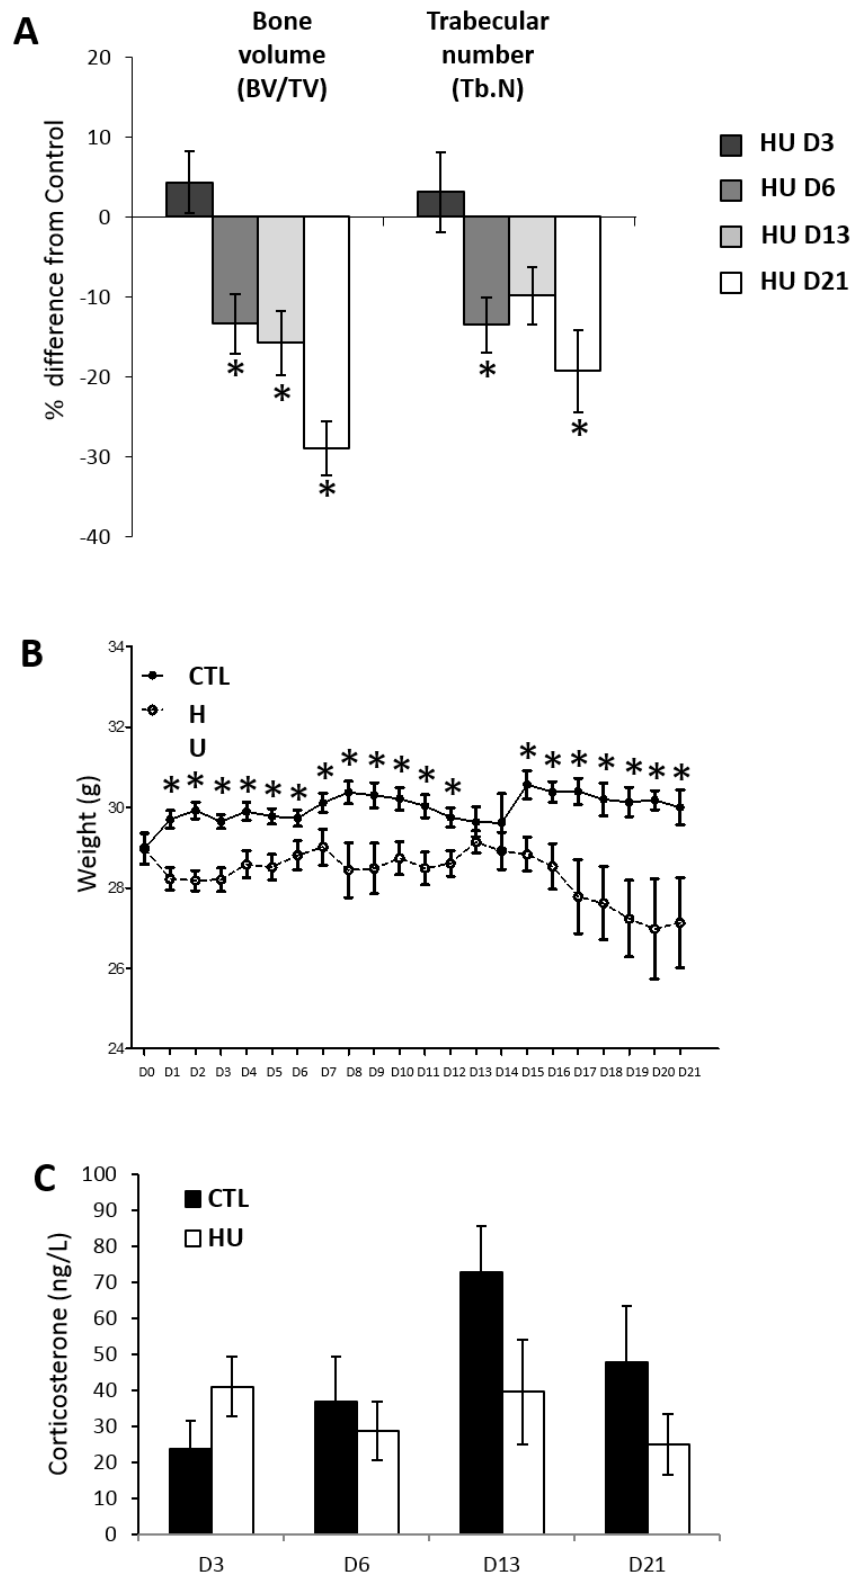 A
Bone
volume
(BV/TV)
Trabecular
number
(Tb.N)
20
10
0
-10
-20
-30
-40
% difference from Control
* * * * *
HU D3
HU D6
HU D13
HU D21
B
34
32
30
28
26
24
Weight (g)
CTL
H
U
* * * * * * * * * * * * * * * * * * *
D0 D1 D2 D3 D4 D5 D6 D7 D8 D9 D10 D11 D12 D13 D14 D15 D16 D17 D18 D19 D20 D21
C
100
90
80
70
60
50
40
30
20
10
0
Corticosterone (ng/L)
CTL
HU
D3 D6 D13 D21